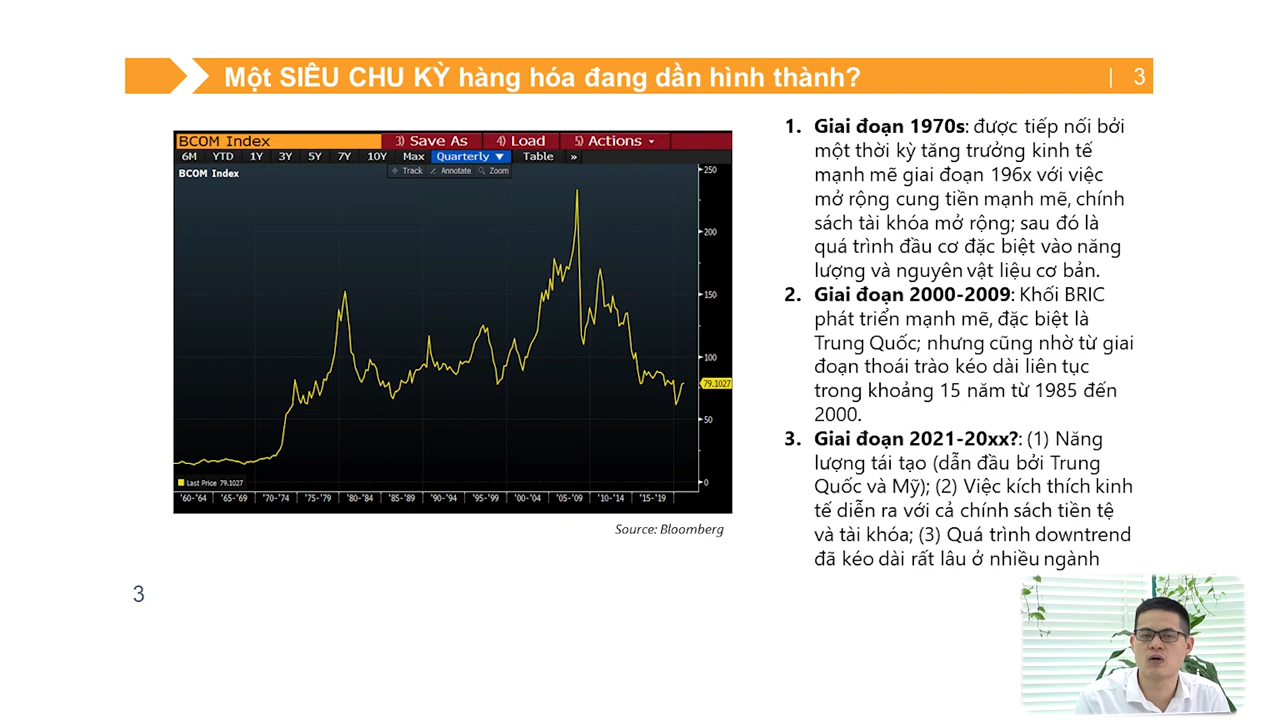 Một SIÊU CHU KỲ hàng hóa đang dần hình thành?
| 3
BCOM Index
3) Save As
4) Load
5) Actions
6M YTD 1Y 3Y 5Y 7Y 10Y Max Quarterly ▼ Table »
Track Annotate Zoom
BCOM Index
250
200
150
100
79.1027
50
0
Last Price 79.1027
'60-'64 '65-'69 '70-'74 '75-'79 '80-'84 '85-'89 '90-'94 '95-'99 '00-'04 '05-'09 '10-'14 '15-'19
Source: Bloomberg
1. Giai đoạn 1970s: được tiếp nối bởi
một thời kỳ tăng trưởng kinh tế
mạnh mẽ giai đoạn 196x với việc
mở rộng cung tiền mạnh mẽ, chính
sách tài khóa mở rộng; sau đó là
quá trình đầu cơ đặc biệt vào năng
lượng và nguyên vật liệu cơ bản.
2. Giai đoạn 2000-2009: Khối BRIC
phát triển mạnh mẽ, đặc biệt là
Trung Quốc; nhưng cũng nhờ từ giai
đoạn thoái trào kéo dài liên tục
trong khoảng 15 năm từ 1985 đến
2000.
3. Giai đoạn 2021-20xx?: (1) Năng
lượng tái tạo (dẫn đầu bởi Trung
Quốc và Mỹ); (2) Việc kích thích kinh
tế diễn ra với cả chính sách tiền tệ
và tài khóa; (3) Quá trình downtrend
đã kéo dài rất lâu ở nhiều ngành
3